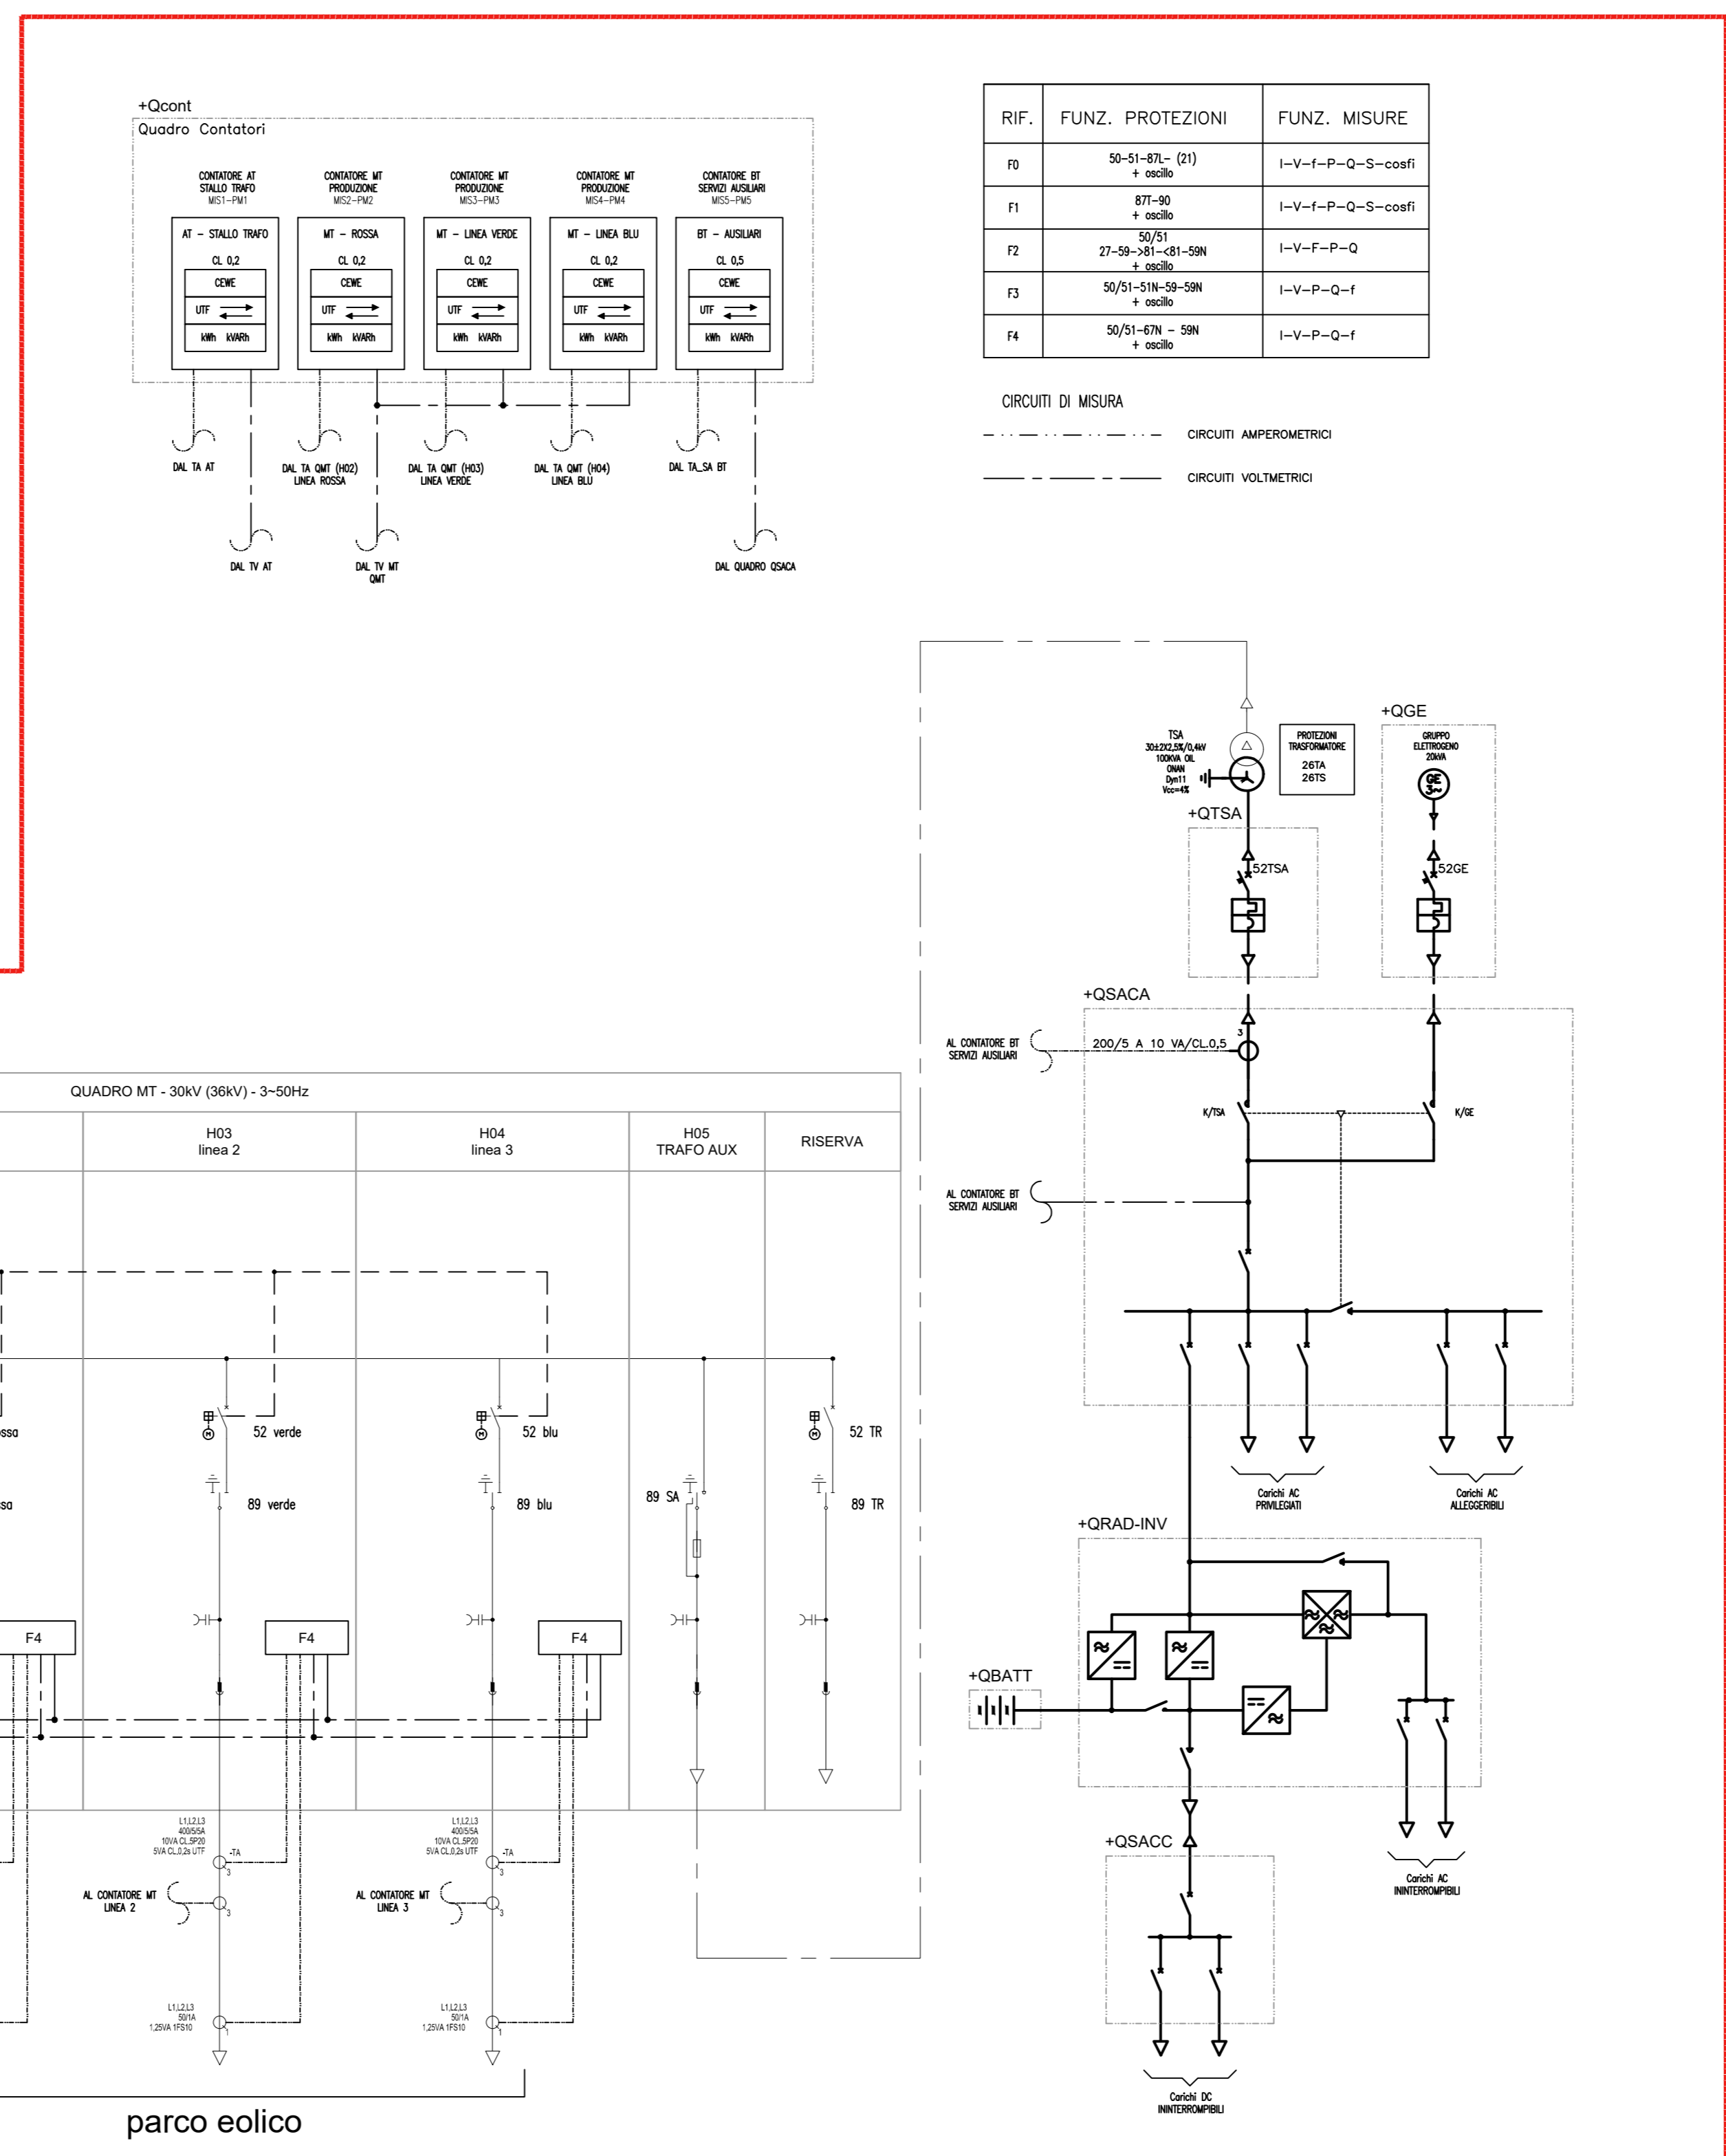 +Qcont
Quadro Contatori
CONTATORE AT
STALLO TRAFO
MIS1-PM1
CONTATORE MT
PRODUZIONE
MIS2-PM2
CONTATORE MT
PRODUZIONE
MIS3-PM3
CONTATORE MT
PRODUZIONE
MIS4-PM4
CONTATORE BT
SERVIZI AUSILIARI
MIS5-PM5
AT - STALLO TRAFO
CL 0,2
CEWE
UTF
kWh kVARh
MT - ROSSA
CL 0,2
CEWE
UTF
kWh kVARh
MT - LINEA VERDE
CL 0,2
CEWE
UTF
kWh kVARh
MT - LINEA BLU
CL 0,2
CEWE
UTF
kWh kVARh
BT - AUSILIARI
CL 0,5
CEWE
UTF
kWh kVARh
DAL TA AT
DAL TA QMT (H02)
LINEA ROSSA
DAL TA QMT (H03)
LINEA VERDE
DAL TA QMT (H04)
LINEA BLU
DAL TA_SA BT
DAL TV AT
DAL TV MT
QMT
DAL QUADRO QSACA
RIF. FUNZ. PROTEZIONI FUNZ. MISURE
F0 50-51-87L- (21)
+ oscillo I-V-f-P-Q-S-cosfi
F1 87T-90
+ oscillo I-V-f-P-Q-S-cosfi
F2 50/51
27-59->81-<81-59N
+ oscillo I-V-F-P-Q
F3 50/51-51N-59-59N
+ oscillo I-V-P-Q-f
F4 50/51-67N - 59N
+ oscillo I-V-P-Q-f
CIRCUITI DI MISURA
CIRCUITI AMPEROMETRICI
CIRCUITI VOLTMETRICI
TSA
30±2X2,5%/0,4kV
100KVA OIL
ONAN
Dyn11
Vcc=4%
PROTEZIONI
TRASFORMATORE
26TA
26TS
+QGE
GRUPPO
ELETTROGENO
20kVA
GE
3~
+QTSA
52TSA
52GE
+QSACA
AL CONTATORE BT
SERVIZI AUSILIARI
200/5 A 10 VA/CL.0,5
3
K/TSA
K/GE
AL CONTATORE BT
SERVIZI AUSILIARI
Carichi AC
PRIVILEGIATI
Carichi AC
ALLEGGERIBILI
QUADRO MT - 30kV (36kV) - 3~50Hz
H03
linea 2
H04
linea 3
H05
TRAFO AUX
RISERVA
ssa
M
52 verde
M
52 blu
M
52 TR
sa
89 verde
89 blu
89 SA
89 TR
F4
F4
F4
+QRAD-INV
+QBATT
Carichi AC
ININTERROMPIBILI
+QSACC
Carichi DC
ININTERROMPIBILI
L1,L2,L3
400/5/5A
10VA CL.5P20
5VA CL.0,2s UTF
-TA
3
AL CONTATORE MT
LINEA 2
3
L1,L2,L3
50/1A
1,25VA 1FS10
1
L1,L2,L3
400/5/5A
10VA CL.5P20
5VA CL.0,2s UTF
-TA
3
AL CONTATORE MT
LINEA 3
3
L1,L2,L3
50/1A
1,25VA 1FS10
1
parco eolico